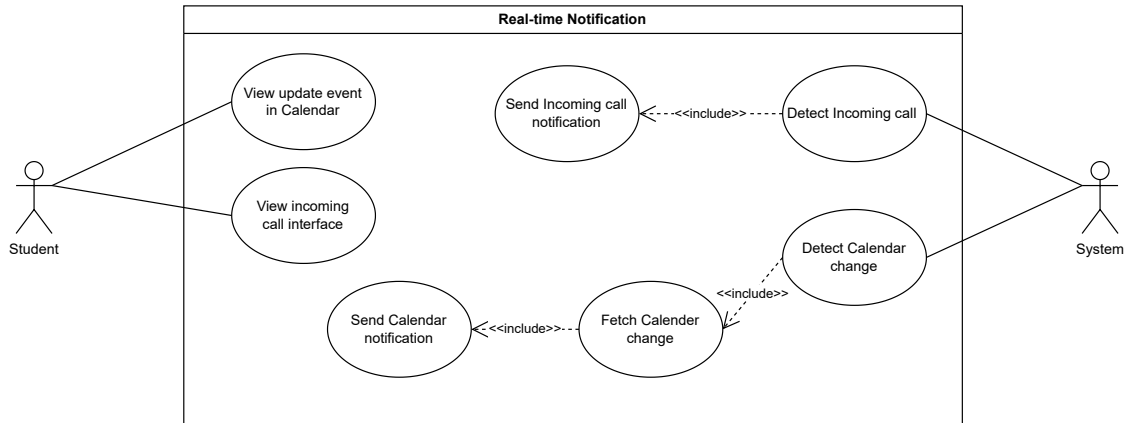 Real-time Notification
View update event
in Calendar
Send Incoming call
notification
<<include>>
Detect Incoming call
View incoming
call interface
Student
System
Detect Calendar
change
<<include>>
Send Calendar
notification
<<include>>
Fetch Calender
change